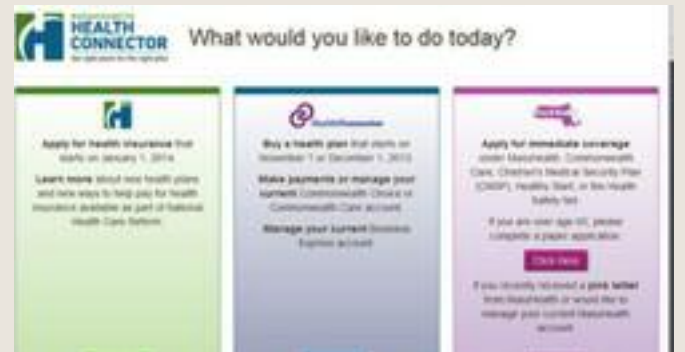 HEALTH
CONNECTOR
What would you like to do today?
Apply for health insurance that
starts on January 1, 2014
Learn more about new health plans
and new ways to help pay for health
insurance available as part of National
Health Care Reform
Buy a health plan that starts on
November 1 or December 1, 2013
Make payments or manage your
current Commonwealth Choice or
Commonwealth Care account
Manage your current Business
Express account
Apply for immediate coverage
under MassHealth, Commonwealth
Care, Children's Medical Security Plan
(CMSP), Healthy Start, or the Health
Safety Net
If you are over age 65, please
complete a paper application
Click Here
If you recently received a pink letter
from MassHealth or would like to
manage your current MassHealth
account